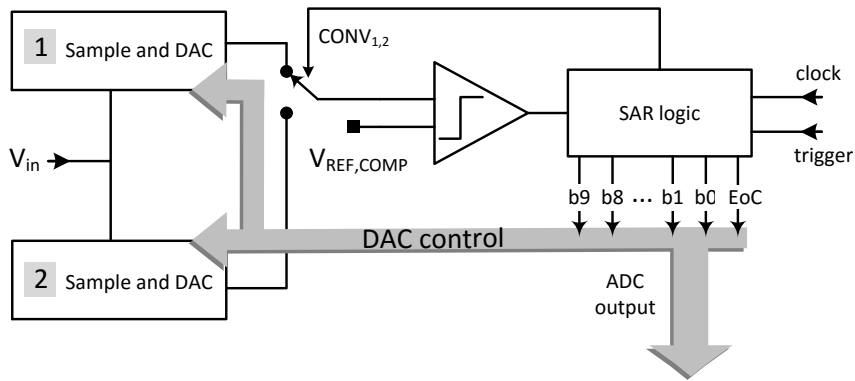 1 Sample and DAC
CONV1,2
clock
SAR logic
trigger
Vin
VREF,COMP
b9 b8 ... b1 b0 EoC
DAC control
2 Sample and DAC
ADC
output